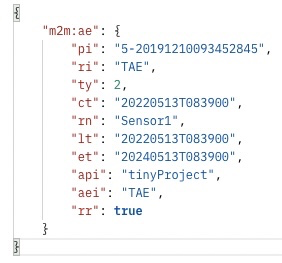 {
    "m2m:ae": {
        "pi": "5-20191210093452845",
        "ri": "TAE",
        "ty": 2,
        "ct": "20220513T083900",
        "rn": "Sensor1",
        "lt": "20220513T083900",
        "et": "20240513T083900",
        "api": "tinyProject",
        "aei": "TAE",
        "rr": true
    }
}